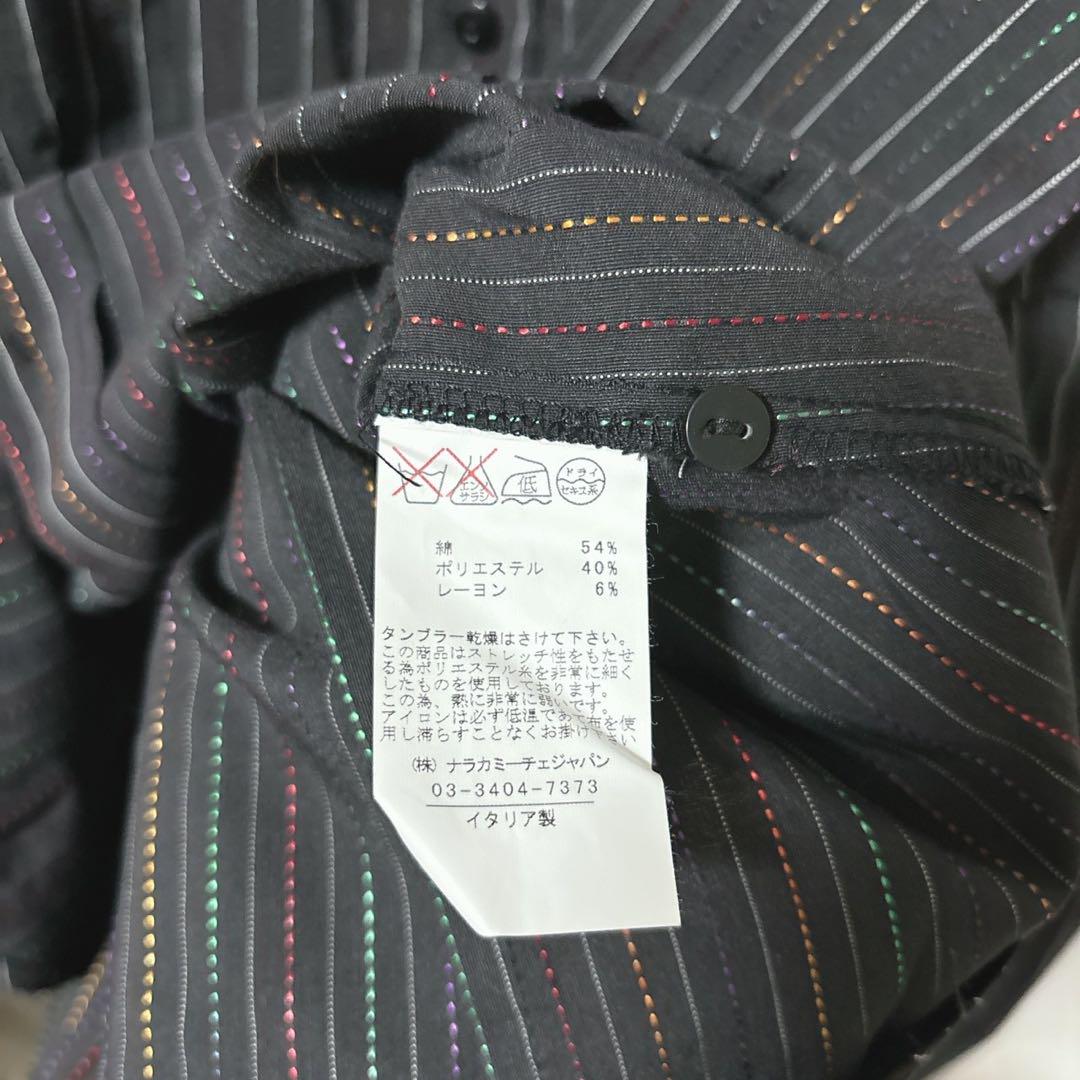 エンソ サラシ
低
ドライ
セキユ系
綿 54%
ポリエステル 40%
レーヨン 6%
タンブラー乾燥はさけて下さい。
この商品はストレッチ性をもたせ
る為ポリエステル糸を非常に細く
したものを使用しております。
この為、熱に非常に弱いです。
アイロンは必ず低温であて布を使
用し滞らすことなくお掛け下さい
(株) ナラカミーチェジャパン
03-3404-7373
イタリア製